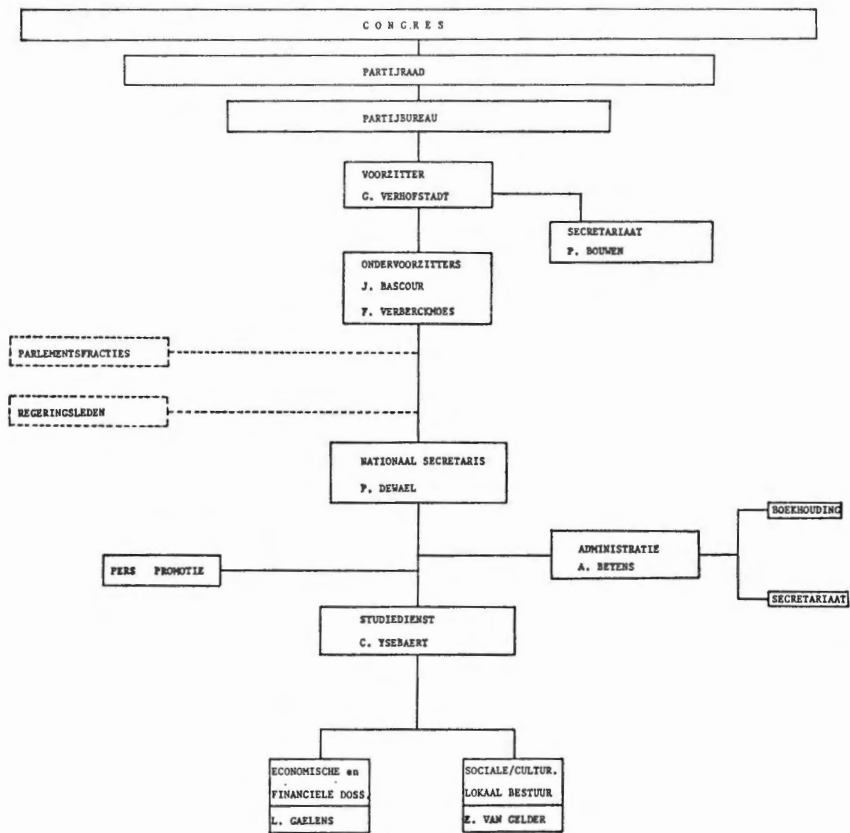 CONGRES
PARTIJRAAD
PARTIJBUREAU
VOORZITTER
G. VERHOFSTADT
SECRETARIAAT
P. BOUWEN
ONDERVOORZITTERS
J. BASCOUR
F. VERBERCKMOES
PARLEMENTSFRACTIES
REGERINGSLEDEN
NATIONAAL SECRETARIS
P. DEWAEL
BOEKHOUDING
ADMINISTRATIE
A. BEYENS
PERS PROMOTIE
SECRETARIAAT
STUDIEDIENST
C. YSEBAERT
ECONOMISCHE en
FINANCIELE DOSS.
L. GAELENS
SOCIALE/CULTUR.
LOKAAL BESTUUR
E. VAN GELDER